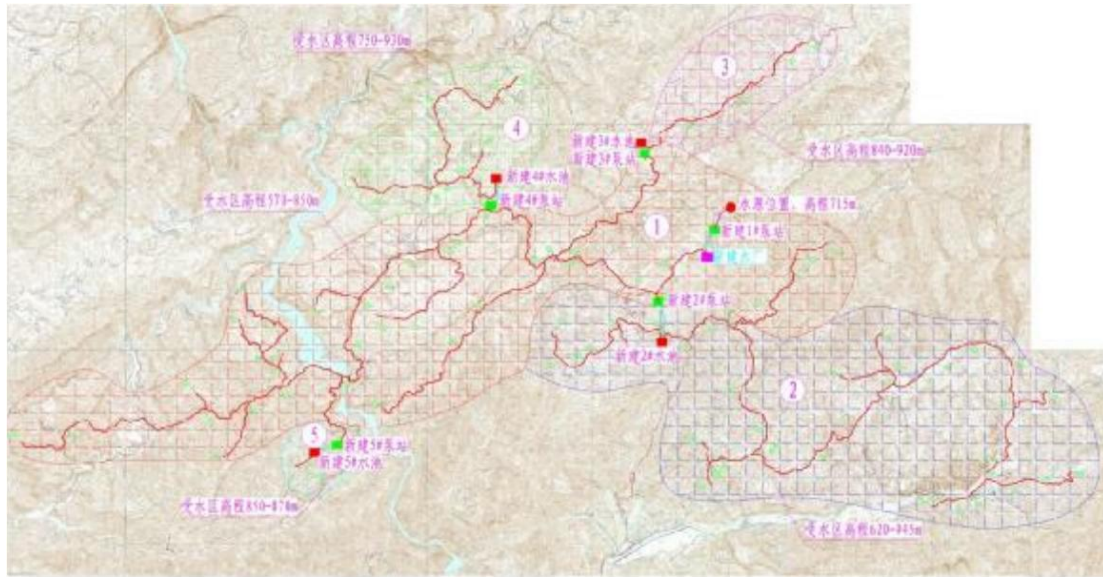 受水区高程750-930m
3
4
新建3#水池
新建3#泵站
受水区高程840-920m
新建4#水池
受水区高程570-850m
新建4#泵站
水源位置、高程715m
1
新建1#泵站
新建水厂
新建2#泵站
新建2#水池
2
5
新建5#泵站
新建5#水池
受水区高程850-870m
受水区高程620-945m